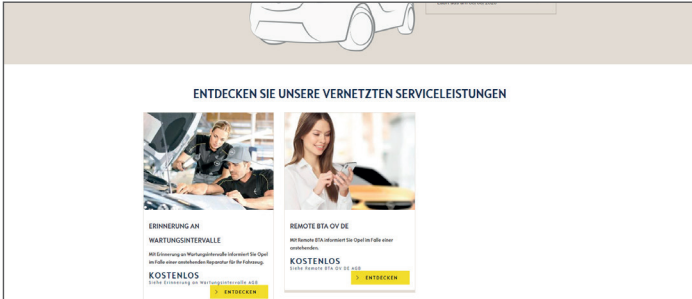 ENTDECKEN SIE UNSERE VERNETZTEN SERVICELEISTUNGEN
ERINNERUNG AN
WARTUNGSINTERVALLE
Mit Erinnerung an Wartungsintervalle informiert Sie Opel
im Falle einer anstehenden Reparatur für Ihr Fahrzeug.
KOSTENLOS
Siehe Erinnerung an Wartungsintervalle AGB
> ENTDECKEN
REMOTE BTA OV DE
Mit Remote BTA informiert Sie Opel im Falle einer
anstehenden.
KOSTENLOS
Siehe Remote BTA OV DE AGB
> ENTDECKEN